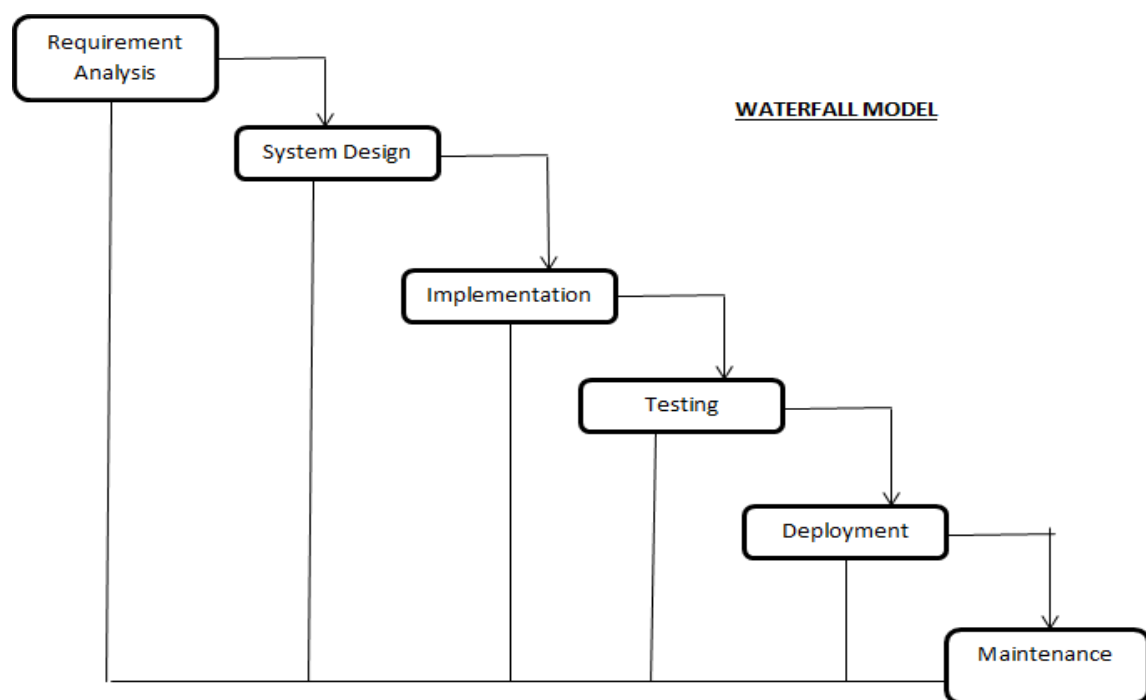 Requirement
Analysis
WATERFALL MODEL
System Design
Implementation
Testing
Deployment
Maintenance